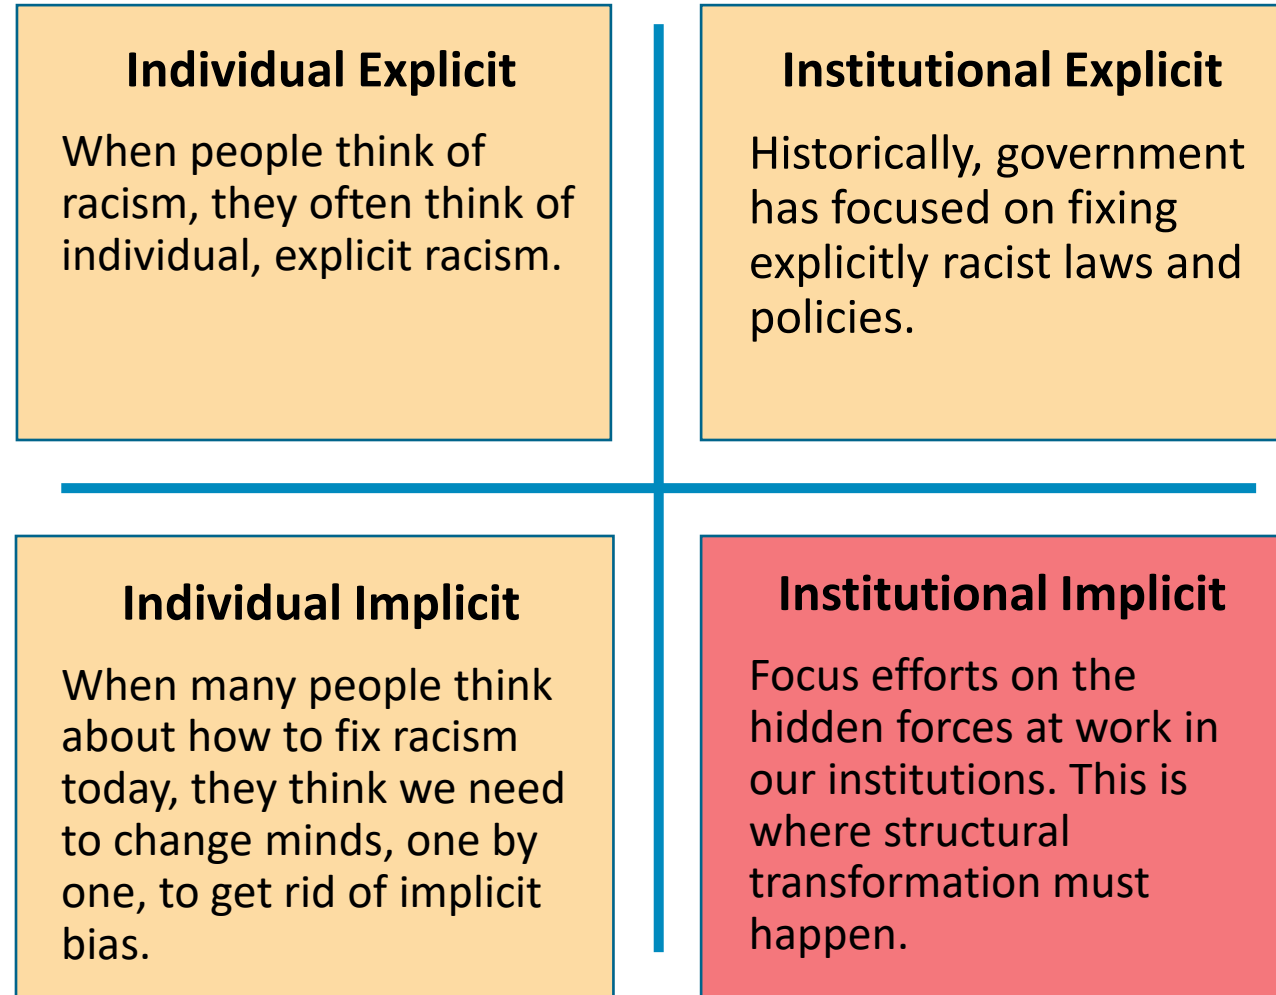 Individual Explicit
When people think of
racism, they often think of
individual, explicit racism.
Institutional Explicit
Historically, government
has focused on fixing
explicitly racist laws and
policies.
Individual Implicit
When many people think
about how to fix racism
today, they think we need
to change minds, one by
one, to get rid of implicit
bias.
Institutional Implicit
Focus efforts on the
hidden forces at work in
our institutions. This is
where structural
transformation must
happen.